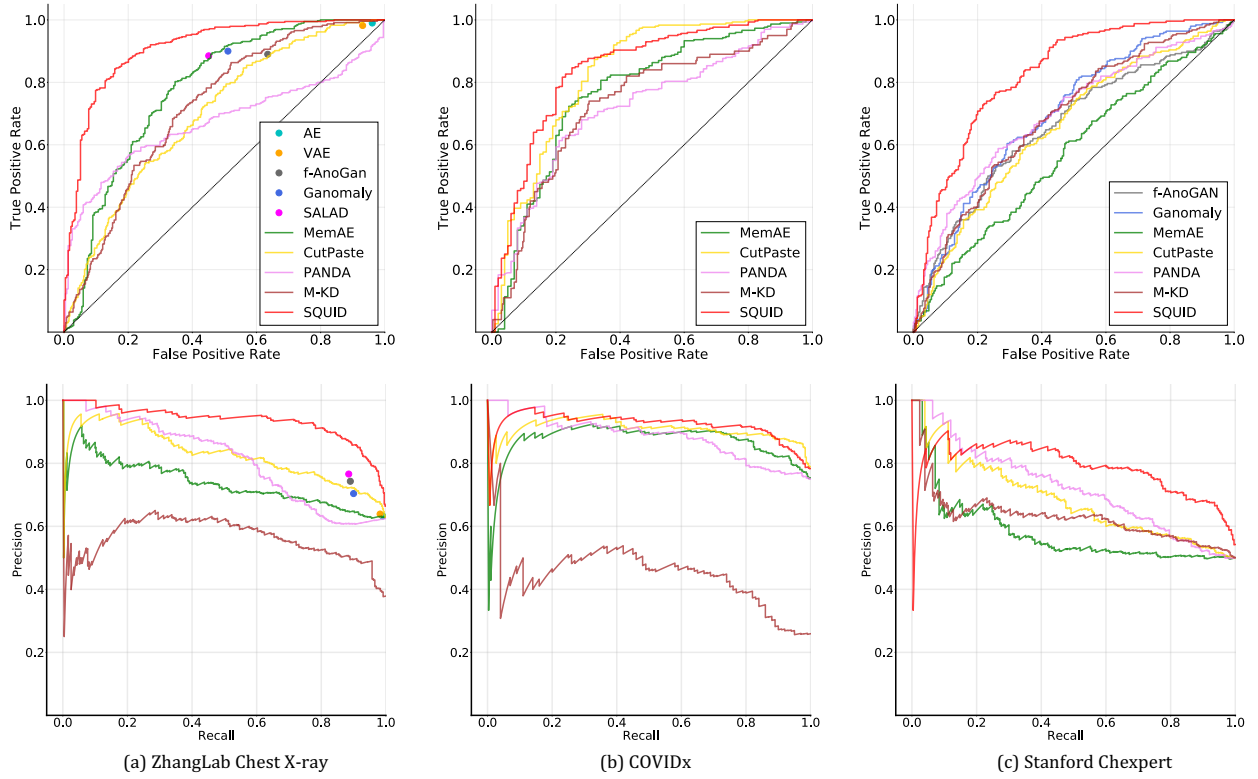 True Positive Rate
1.0
0.8
0.6
0.4
0.2
0.0
0.2
0.4
0.6
0.8
1.0
False Positive Rate
AE
VAE
f-AnoGan
Ganomaly
SALAD
MemAE
CutPaste
PANDA
M-KD
SQUID
True Positive Rate
1.0
0.8
0.6
0.4
0.2
0.0
0.2
0.4
0.6
0.8
1.0
False Positive Rate
MemAE
CutPaste
PANDA
M-KD
SQUID
True Positive Rate
1.0
0.8
0.6
0.4
0.2
0.0
0.2
0.4
0.6
0.8
1.0
False Positive Rate
f-AnoGAN
Ganomaly
MemAE
CutPaste
PANDA
M-KD
SQUID
Precision
1.0
0.8
0.6
0.4
0.2
0.0
0.2
0.4
0.6
0.8
1.0
Recall
Precision
1.0
0.8
0.6
0.4
0.2
0.0
0.2
0.4
0.6
0.8
1.0
Recall
Precision
1.0
0.8
0.6
0.4
0.2
0.0
0.2
0.4
0.6
0.8
1.0
Recall
(a) ZhangLab Chest X-ray
(b) COVIDx
(c) Stanford Chexpert